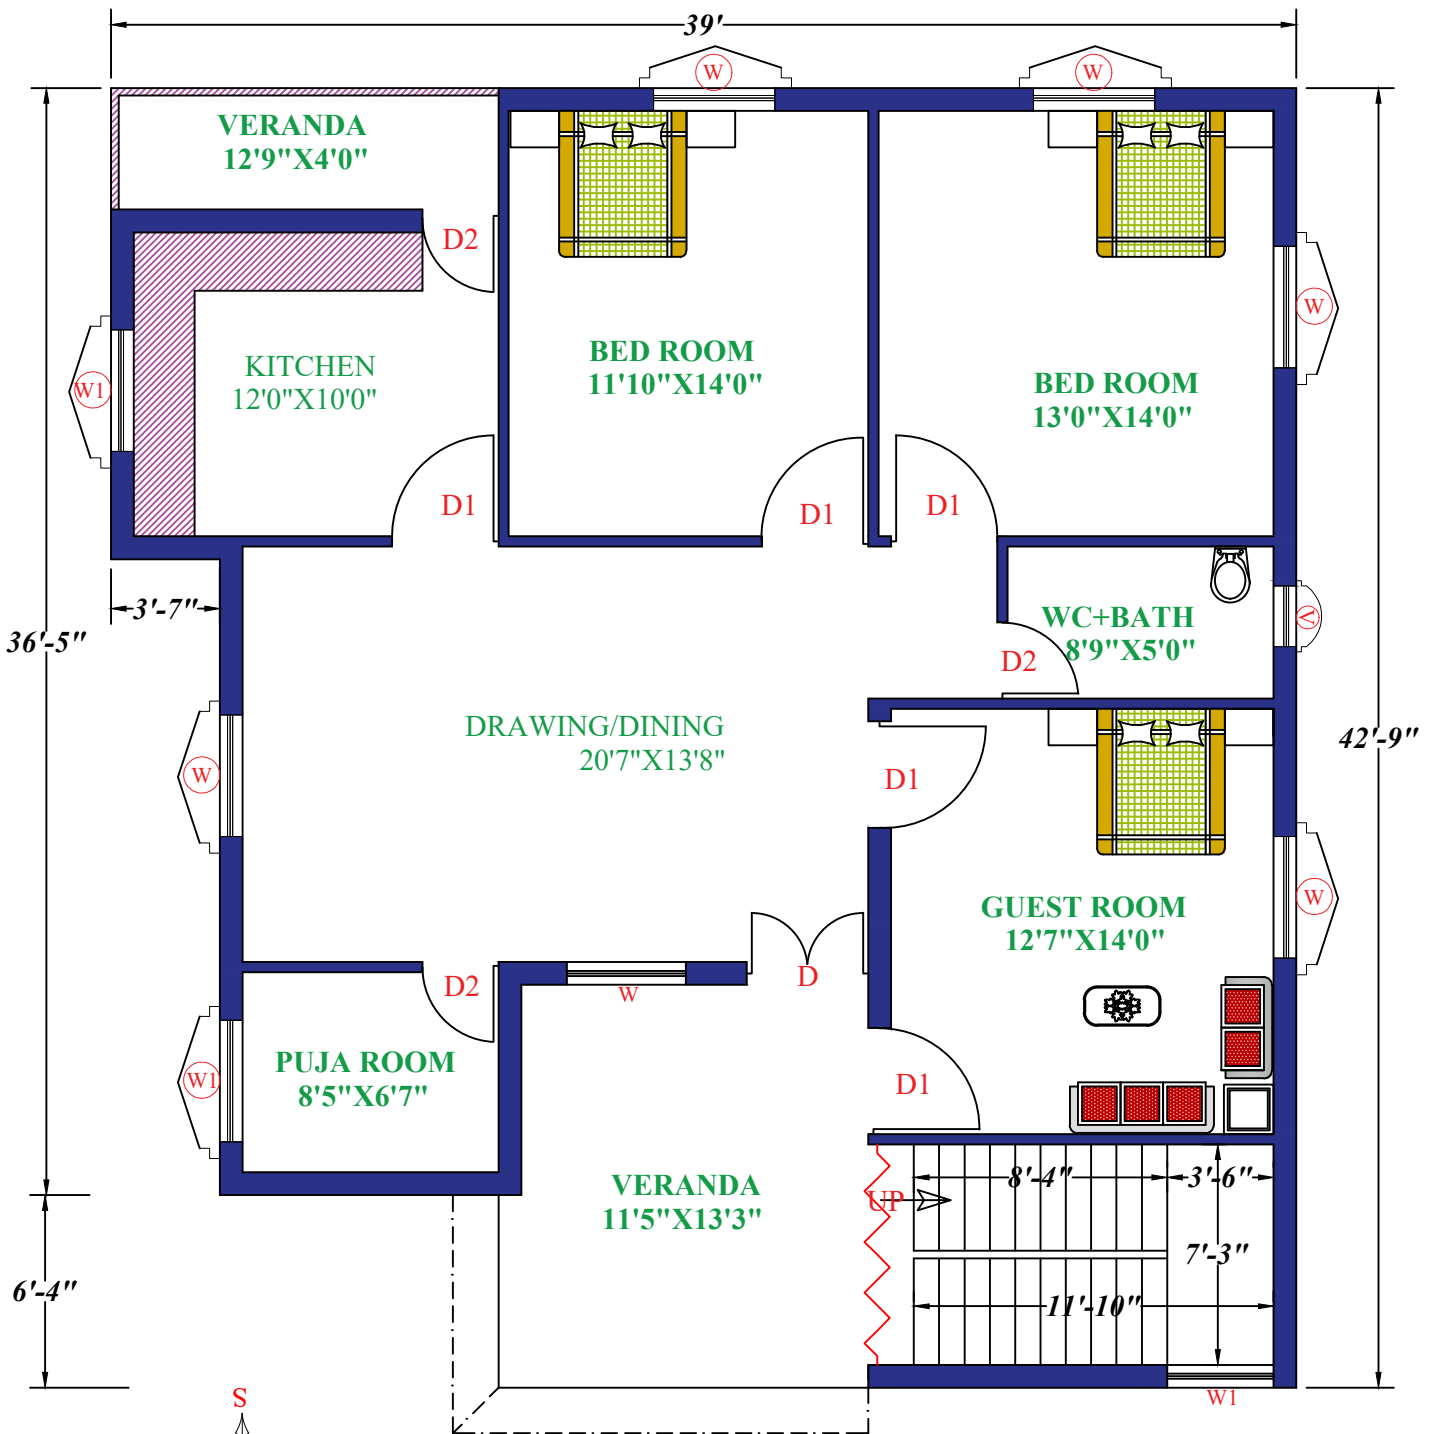 39'
W
W
VERANDA
12'9"X4'0"
D2
W
BED ROOM
11'10"X14'0"
KITCHEN
12'0"X10'0"
W1
BED ROOM
13'0"X14'0"
D1
D1
D1
3'-7"
36'-5"
WC+BATH
8'9"X5'0"
V
D2
DRAWING/DINING
20'7"X13'8"
W
D1
42'-9"
W
GUEST ROOM
12'7"X14'0"
D
D2
W
PUJA ROOM
8'5"X6'7"
W1
D1
VERANDA
11'5"X13'3"
UP
8'-4"
3'-6"
7'-3"
11'-10"
6'-4"
W1
S